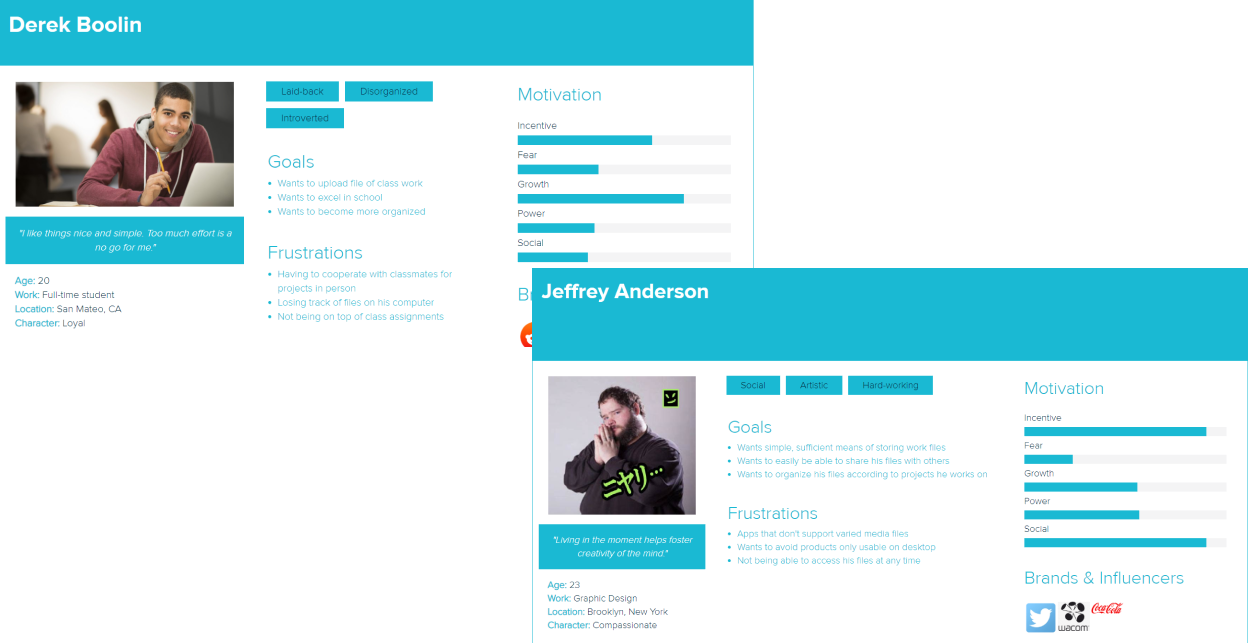 Derek Boolin
"I like things nice and simple. Too much effort is a
no go for me."
Age: 20
Work: Full-time student
Location: San Mateo, CA
Character: Loyal
Laid-back
Disorganized
Introverted
Goals
Wants to upload file of class work
Wants to excel in school
Wants to become more organized
Frustrations
Having to cooperate with classmates for
projects in person
Losing track of files on his computer
Not being on top of class assignments
Motivation
Incentive
Fear
Growth
Power
Social
Jeffrey Anderson
ニヤリ...
"Living in the moment helps foster
creativity of the mind."
Age: 23
Work: Graphic Design
Location: Brooklyn, New York
Character: Compassionate
Social
Artistic
Hard-working
Goals
Wants simple, sufficient means of storing work files
Wants to easily be able to share his files with others
Wants to organize his files according to projects he works on
Frustrations
Apps that don't support varied media files
Wants to avoid products only usable on desktop
Not being able to access his files at any time
Motivation
Incentive
Fear
Growth
Power
Social
Brands & Influencers
wacom
Coca-Cola